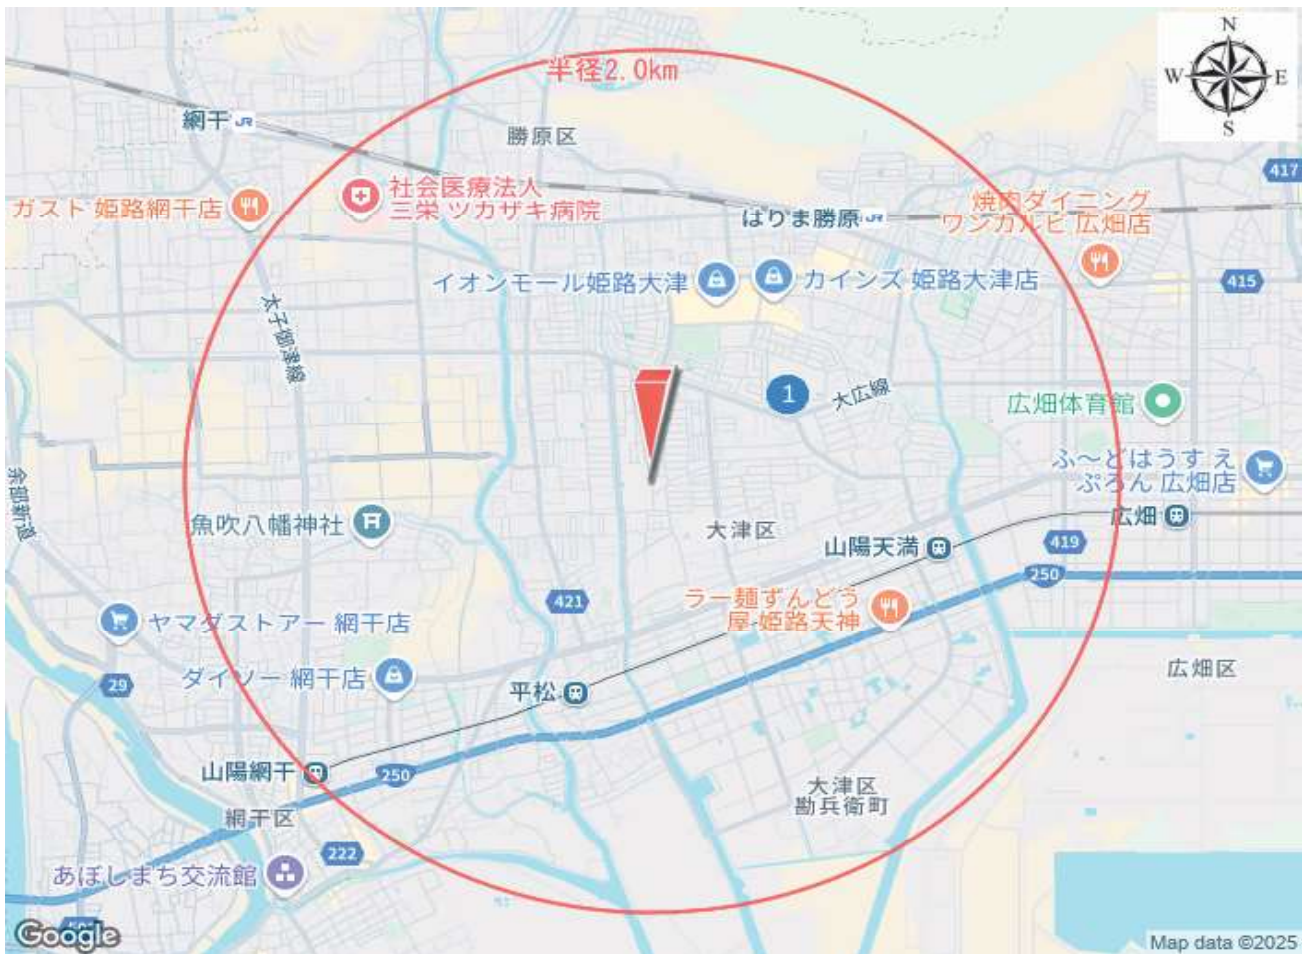 N
W E
S
半径2.0km
網干 JR
勝原区
417
社会医療法人
三栄 ツカザキ病院
ガスト 姫路網干店
焼肉ダイニング
ワンカルビ 広畑店
はりま勝原 JR
イオンモール姫路大津
カインズ 姫路大津店
415
太子御津線
1
大広線
広畑体育館
ふ～どはうす え
ぷろん 広畑店
余部新道
魚吹八幡神社
大津区
広畑
山陽天満
419
250
421
ラー麺ずんどう
屋 姫路天神
ヤマダストアー 網干店
広畑区
ダイソー 網干店
29
平松
山陽網干
250
大津区
勘兵衛町
網干区
222
あぼしまち交流館
Google
Map data ©2025